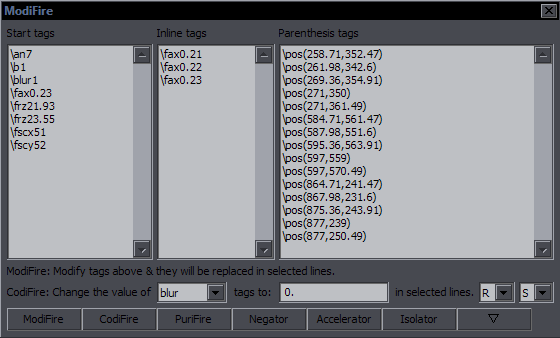 ModiFire
Start tags
\an7
\b1
\blur1
\fax0.23
\frz21.93
\frz23.55
\fscx51
\fscy52
Inline tags
\fax0.21
\fax0.22
\fax0.23
Parenthesis tags
\pos(258.71,352.47)
\pos(261.98,342.6)
\pos(269.36,354.91)
\pos(271,350)
\pos(271,361.49)
\pos(584.71,561.47)
\pos(587.98,551.6)
\pos(595.36,563.91)
\pos(597,559)
\pos(597,570.49)
\pos(864.71,241.47)
\pos(867.98,231.6)
\pos(875.36,243.91)
\pos(877,239)
\pos(877,250.49)
ModiFire: Modify tags above & they will be replaced in selected lines.
CodiFire: Change the value of blur tags to: 0. in selected lines. R S
ModiFire CodiFire PuriFire Negator Accelerator Isolator ▽